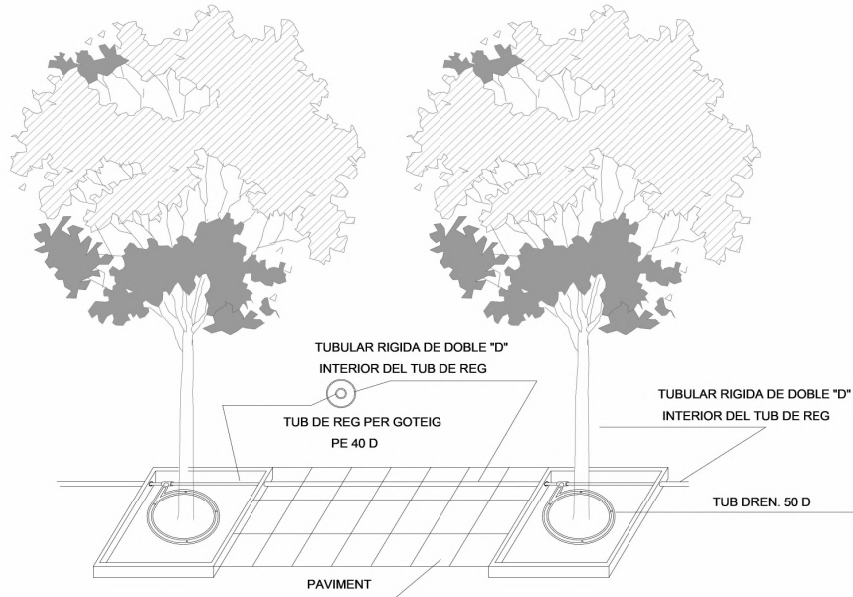 TUBULAR RIGIDA DE DOBLE "D"
INTERIOR DEL TUB DE REG
TUB DE REG PER GOTEIG
PE 40 D
TUBULAR RIGIDA DE DOBLE "D"
INTERIOR DEL TUB DE REG
TUB DREN. 50 D
PAVIMENT